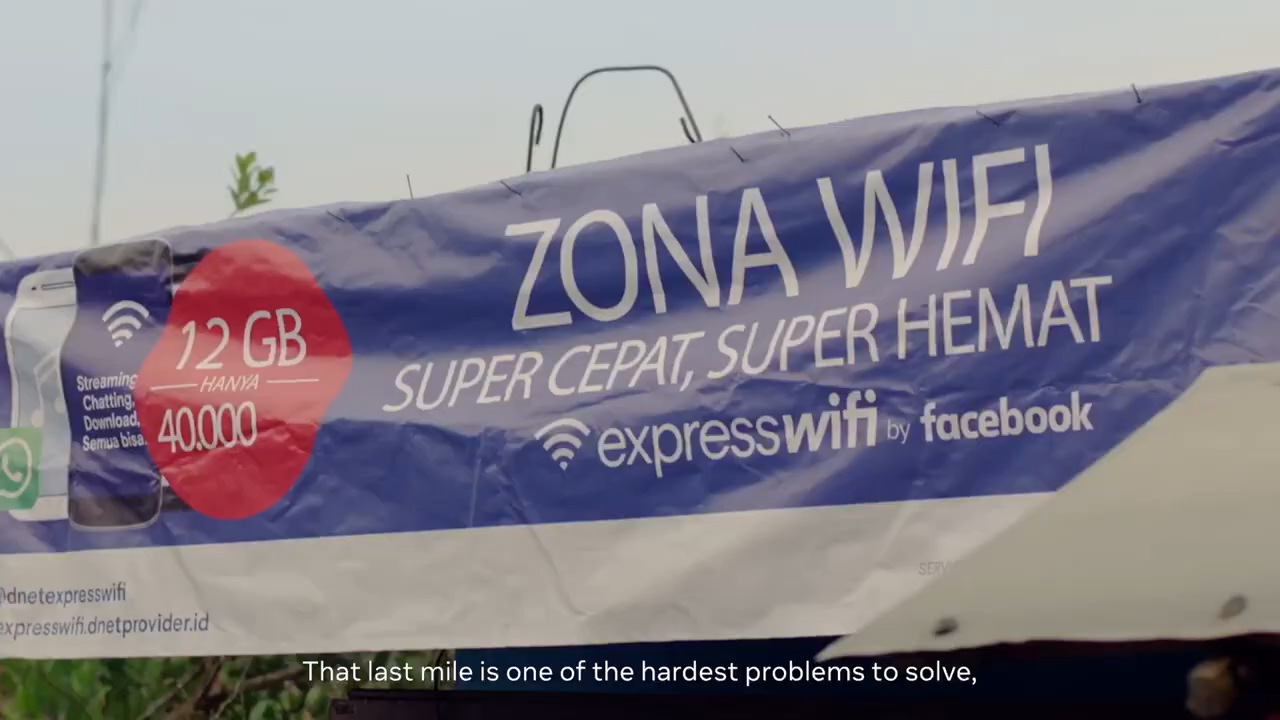 ZONA WIFI
SUPER CEPAT, SUPER HEMAT
expresswifi by facebook
12 GB
HANYA
40.000
Streaming,
Chatting,
Download,
Semua bisa.
@dnetexpresswifi
expresswifi.dnetprovider.id
That last mile is one of the hardest problems to solve,